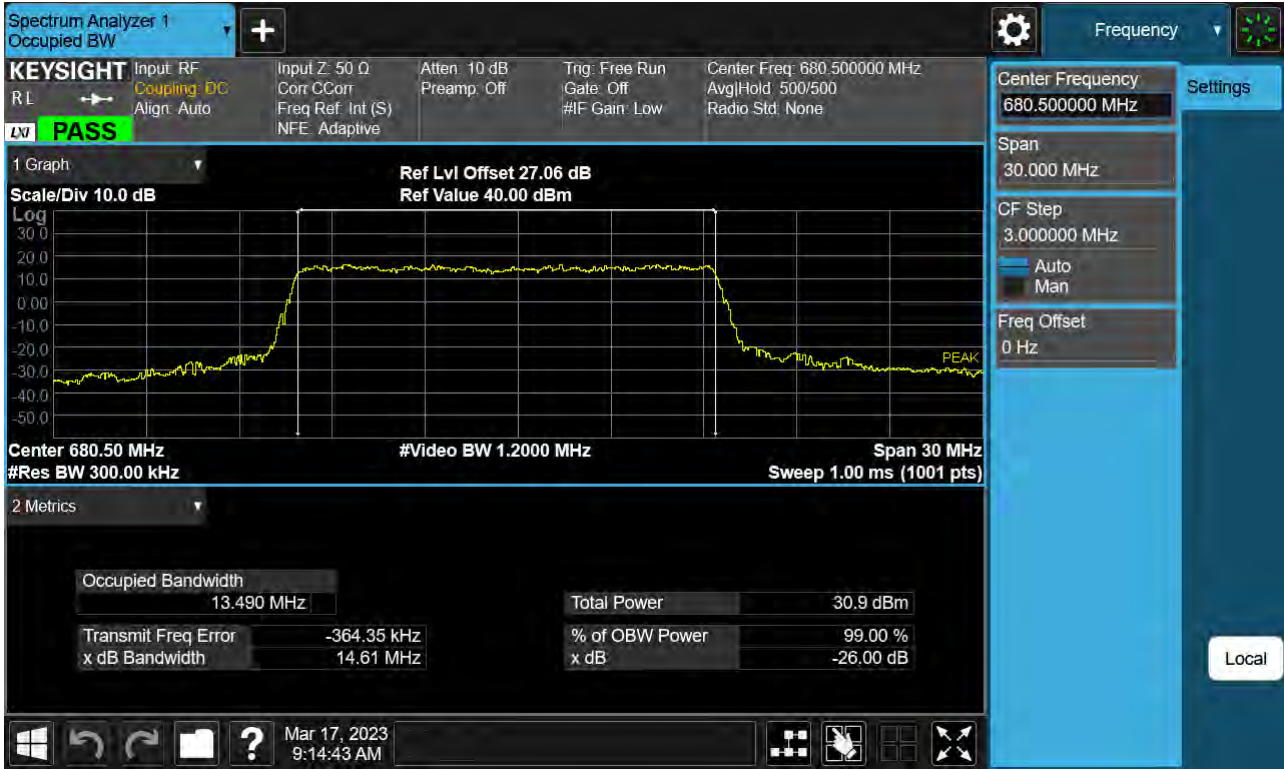 Spectrum Analyzer 1
Occupied BW
+
Frequency
KEYSIGHT
R L
LXI
PASS
Input: RF
Coupling: DC
Align: Auto
Input Z: 50 Ω
Corr CCorr
Freq Ref: Int (S)
NFE: Adaptive
Atten: 10 dB
Preamp: Off
Trig: Free Run
Gate: Off
#IF Gain: Low
Center Freq: 680.500000 MHz
Avg|Hold: 500/500
Radio Std: None
Center Frequency
680.500000 MHz
Settings
Span
30.000 MHz
CF Step
3.000000 MHz
Auto
Man
Freq Offset
0 Hz
Local
1 Graph
Scale/Div 10.0 dB
Ref Lvl Offset 27.06 dB
Ref Value 40.00 dBm
Log
30.0
20.0
10.0
0.00
-10.0
-20.0
-30.0
-40.0
-50.0
PEAK
Center 680.50 MHz
#Video BW 1.2000 MHz
Span 30 MHz
#Res BW 300.00 kHz
Sweep 1.00 ms (1001 pts)
2 Metrics
Occupied Bandwidth
13.490 MHz
Total Power 30.9 dBm
Transmit Freq Error -364.35 kHz
% of OBW Power 99.00 %
x dB Bandwidth 14.61 MHz
x dB -26.00 dB
?
Mar 17, 2023
9:14:43 AM